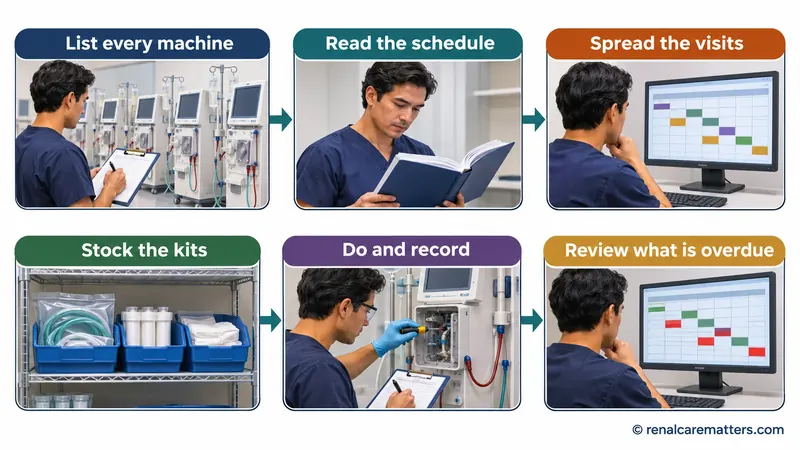 List every machine
Read the schedule
Spread the visits
Stock the kits
Do and record
Review what is overdue
© renalcarematters.com